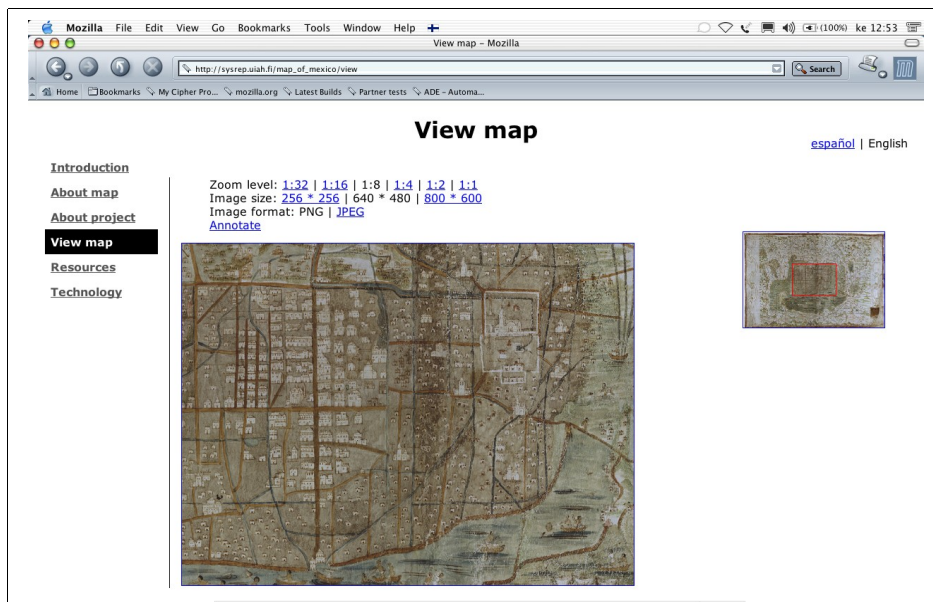 Mozilla File Edit View Go Bookmarks Tools Window Help (100%) ke 12:53
View map – Mozilla
http://sysrep.uiah.fi/map_of_mexico/view Search
Home Bookmarks My Cipher Pro... mozilla.org Latest Builds Partner tests ADE – Automa...
View map
español | English
Introduction
About map
About project
View map
Resources
Technology
Zoom level: 1:32 | 1:16 | 1:8 | 1:4 | 1:2 | 1:1
Image size: 256 * 256 | 640 * 480 | 800 * 600
Image format: PNG | JPEG
Annotate